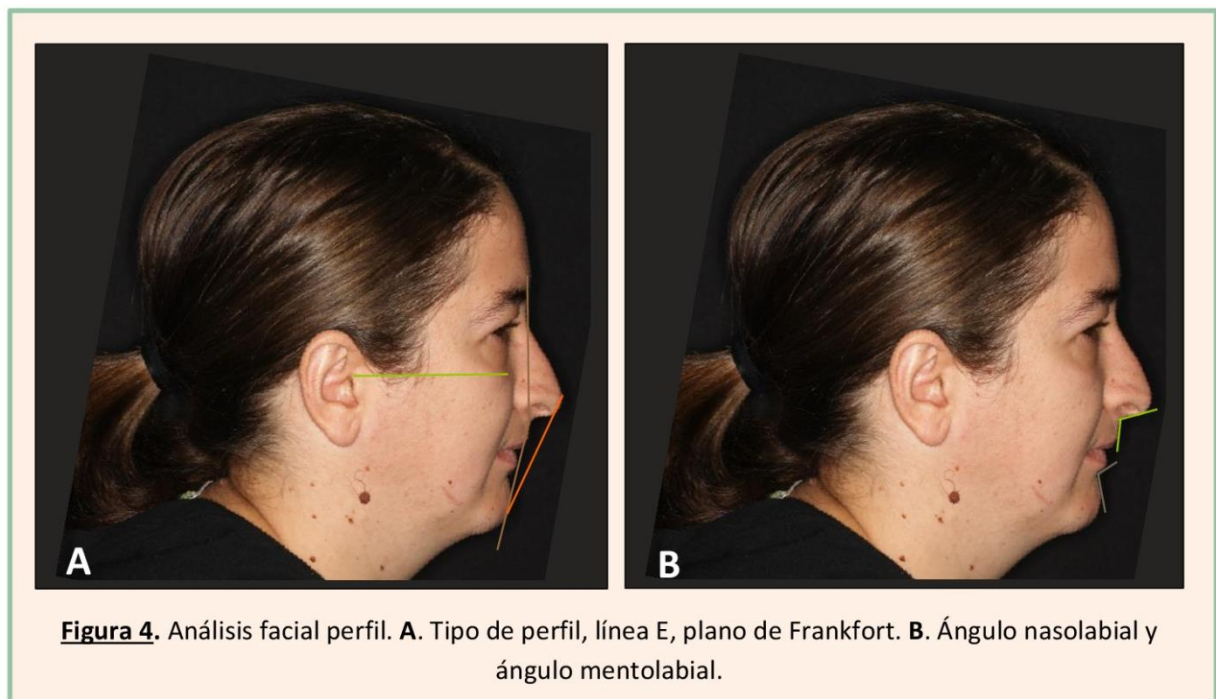 A
B
Figura 4. Análisis facial perfil. A. Tipo de perfil, línea E, plano de Frankfort. B. Ángulo nasolabial y
ángulo mentolabial.